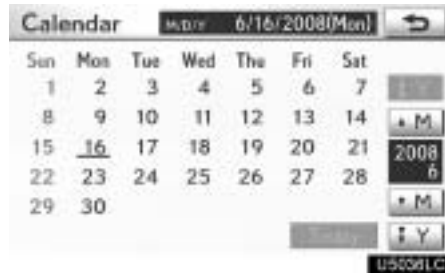 Calendar M/D/Y 6/16/2008(Mon)
Sun Mon Tue Wed Thu Fri Sat
1 2 3 4 5 6 7
Y
8 9 10 11 12 13 14
M
15 16 17 18 19 20 21
2008
6
22 23 24 25 26 27 28
M
29 30
Today
Y
U5038LC